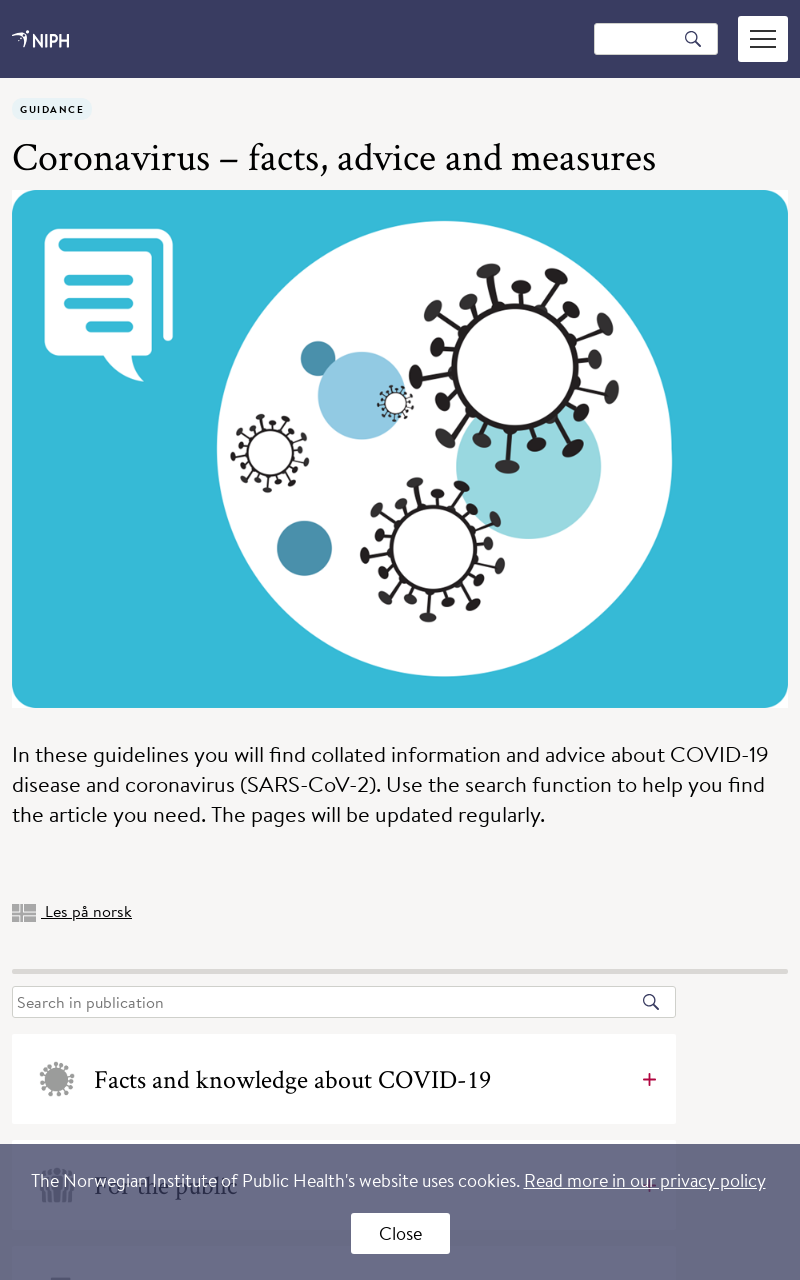 NIPH
GUIDANCE
Coronavirus – facts, advice and measures
In these guidelines you will find collated information and advice about COVID-19
disease and coronavirus (SARS-CoV-2). Use the search function to help you find
the article you need. The pages will be updated regularly.
Les på norsk
Search in publication
Facts and knowledge about COVID-19
For the public
The Norwegian Institute of Public Health's website uses cookies. Read more in our privacy policy
Close